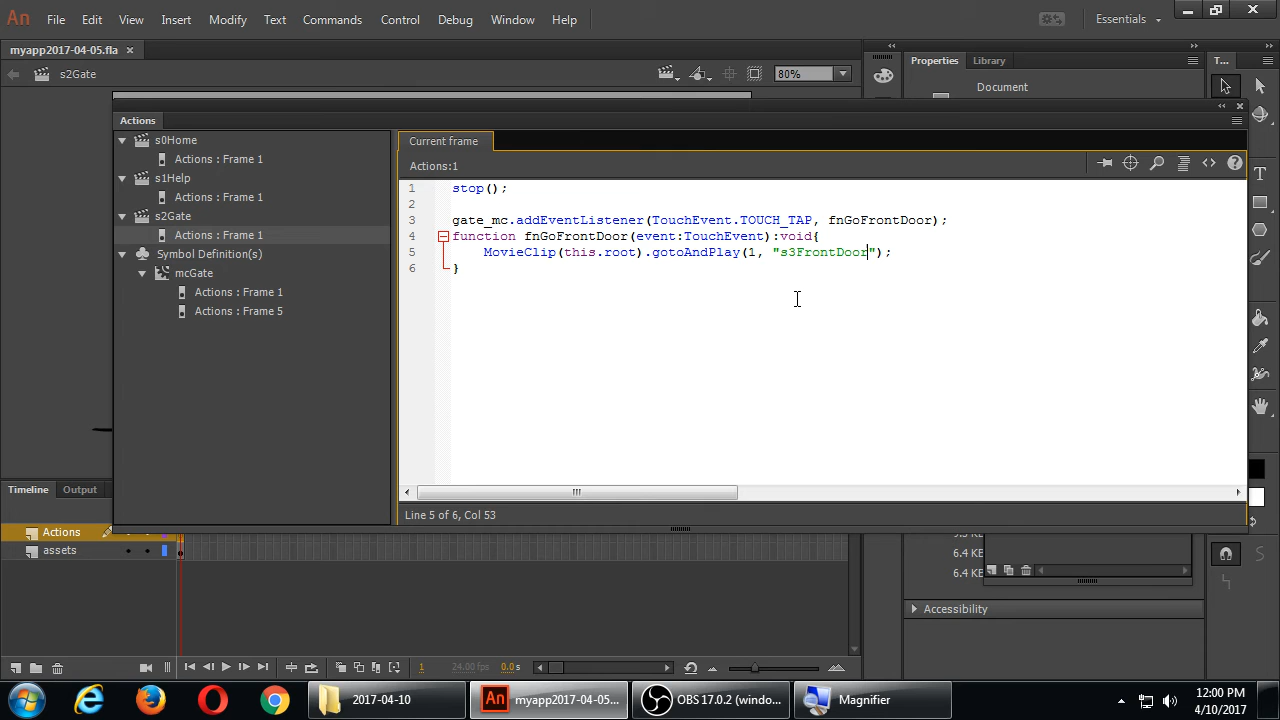 An File Edit View Insert Modify Text Commands Control Debug Window Help Essentials
myapp2017-04-05.fla ×
s2Gate 80%
Properties Library T...
Document
Actions
s0Home
Actions : Frame 1
s1Help
Actions : Frame 1
s2Gate
Actions : Frame 1
Symbol Definition(s)
mcGate
Actions : Frame 1
Actions : Frame 5
Current frame
Actions:1
1 stop();
2
3 gate_mc.addEventListener(TouchEvent.TOUCH_TAP, fnGoFrontDoor);
4 function fnGoFrontDoor(event:TouchEvent):void{
5 MovieClip(this.root).gotoAndPlay(1, "s3FrontDoor");
6 }
Line 5 of 6, Col 53
Timeline Output
Actions
assets
6.4 KE
6.4 KE
Accessibility
1 24.00 fps 0.0 s
2017-04-10 An myapp2017-04-05... OBS 17.0.2 (windo... Magnifier
12:00 PM
4/10/2017